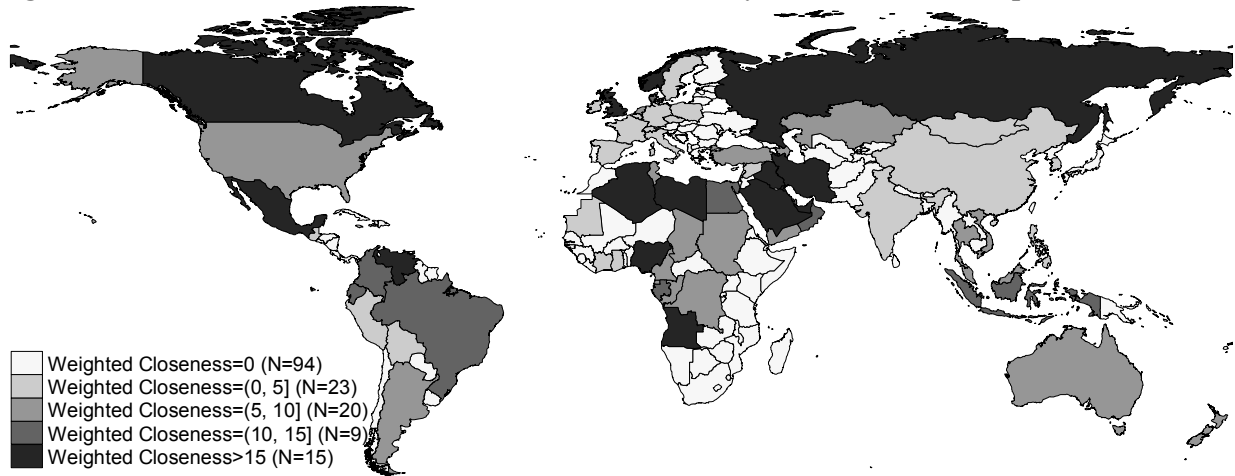 Weighted Closeness=0 (N=94)
Weighted Closeness=(0, 5] (N=23)
Weighted Closeness=(5, 10] (N=20)
Weighted Closeness=(10, 15] (N=9)
Weighted Closeness>15 (N=15)